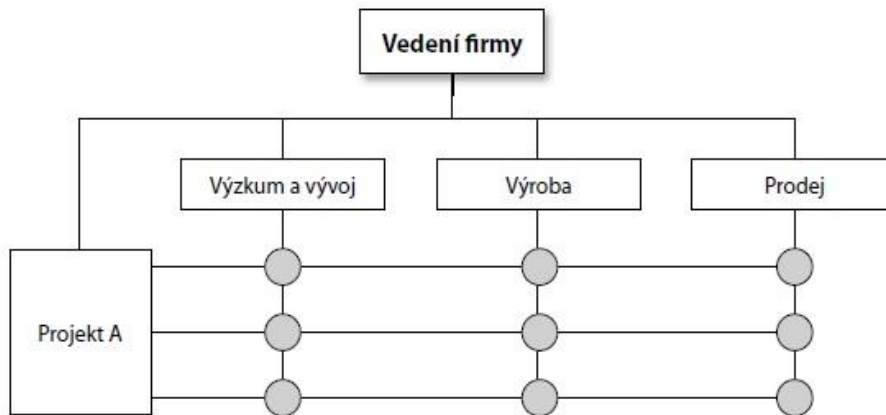 Vedení firmy
Výzkum a vývoj
Výroba
Prodej
Projekt A